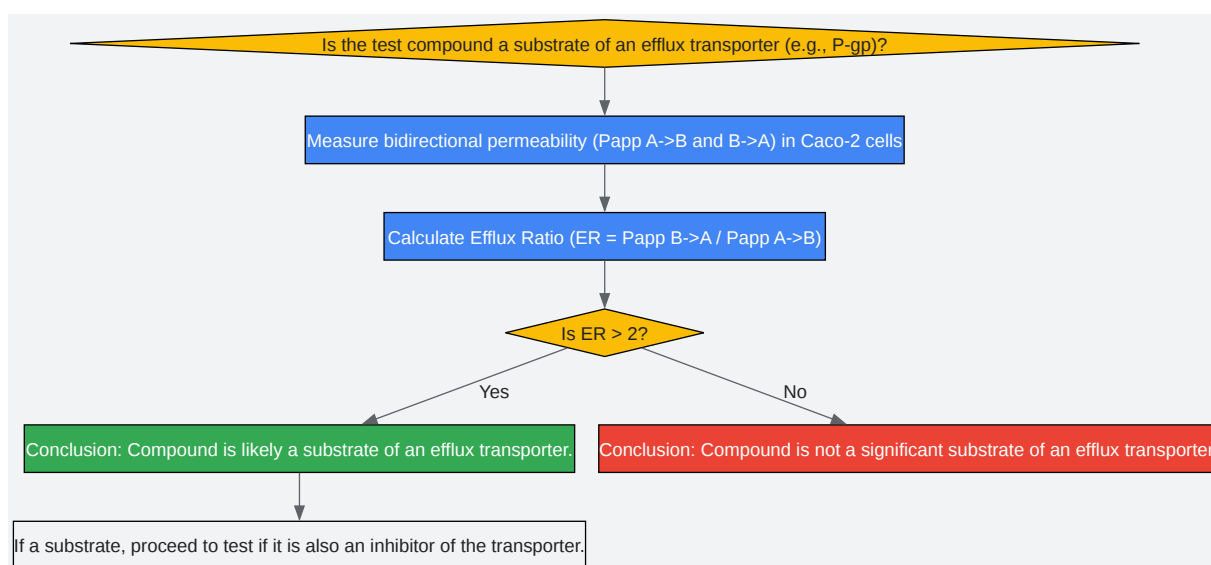 Is the test compound a substrate of an efflux transporter (e.g., P-gp)?
Measure bidirectional permeability (Papp A->B and B->A) in Caco-2 cells
Calculate Efflux Ratio (ER = Papp B->A / Papp A->B)
Is ER > 2?
Yes
No
Conclusion: Compound is likely a substrate of an efflux transporter.
Conclusion: Compound is not a significant substrate of an efflux transporter
If a substrate, proceed to test if it is also an inhibitor of the transporter.